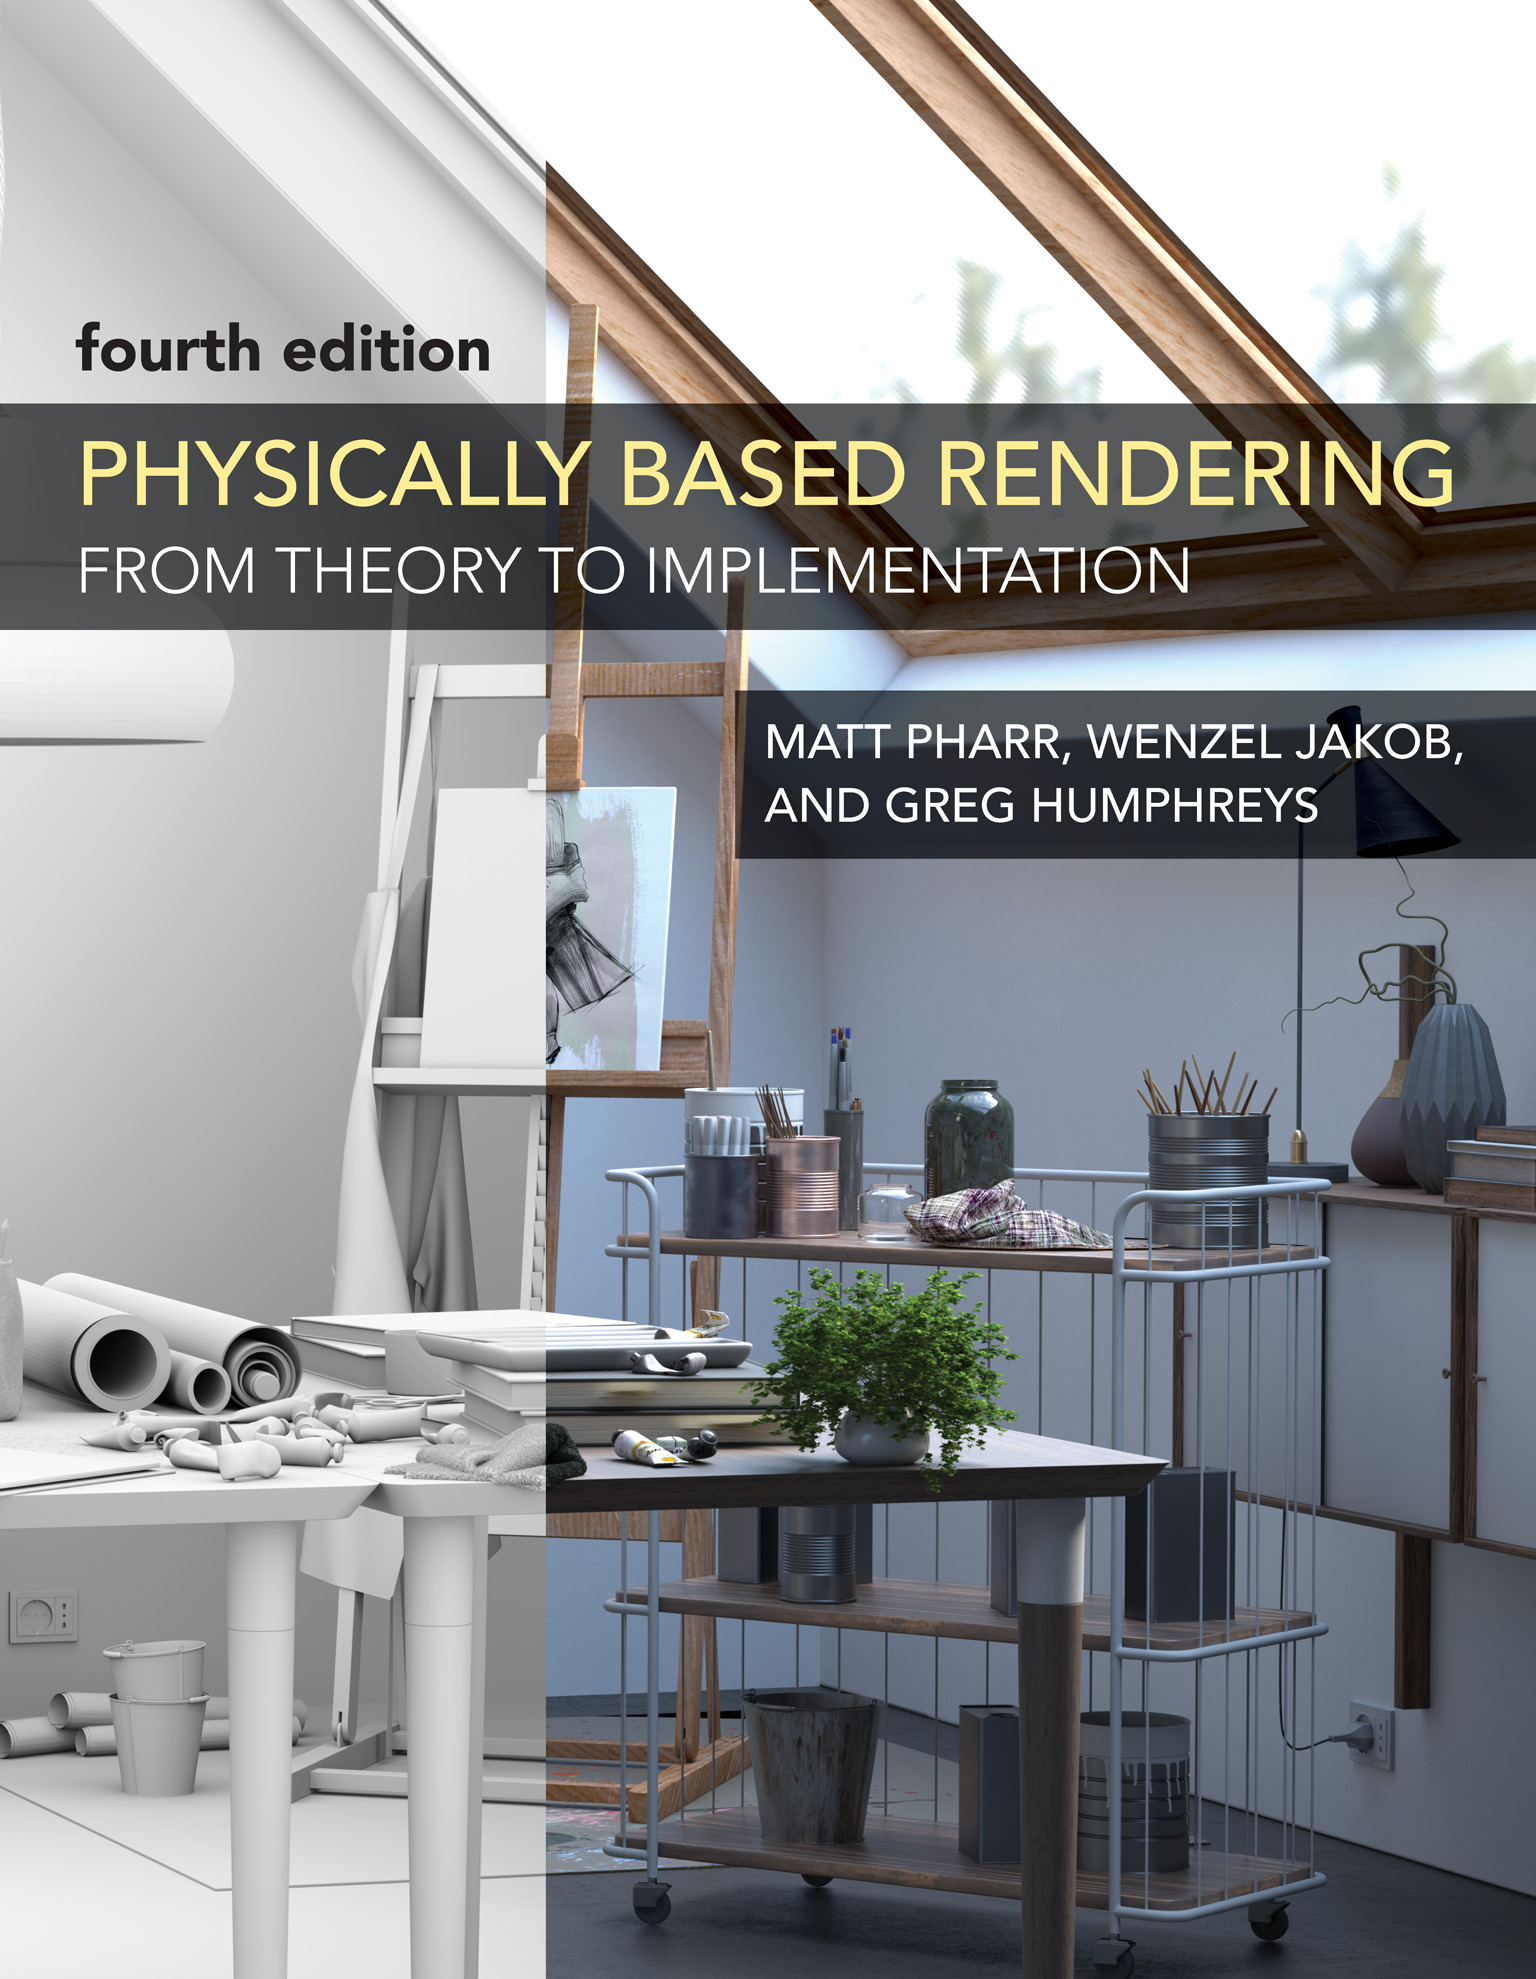 fourth edition
PHYSICALLY BASED RENDERING
FROM THEORY TO IMPLEMENTATION
MATT PHARR, WENZEL JAKOB,
AND GREG HUMPHREYS